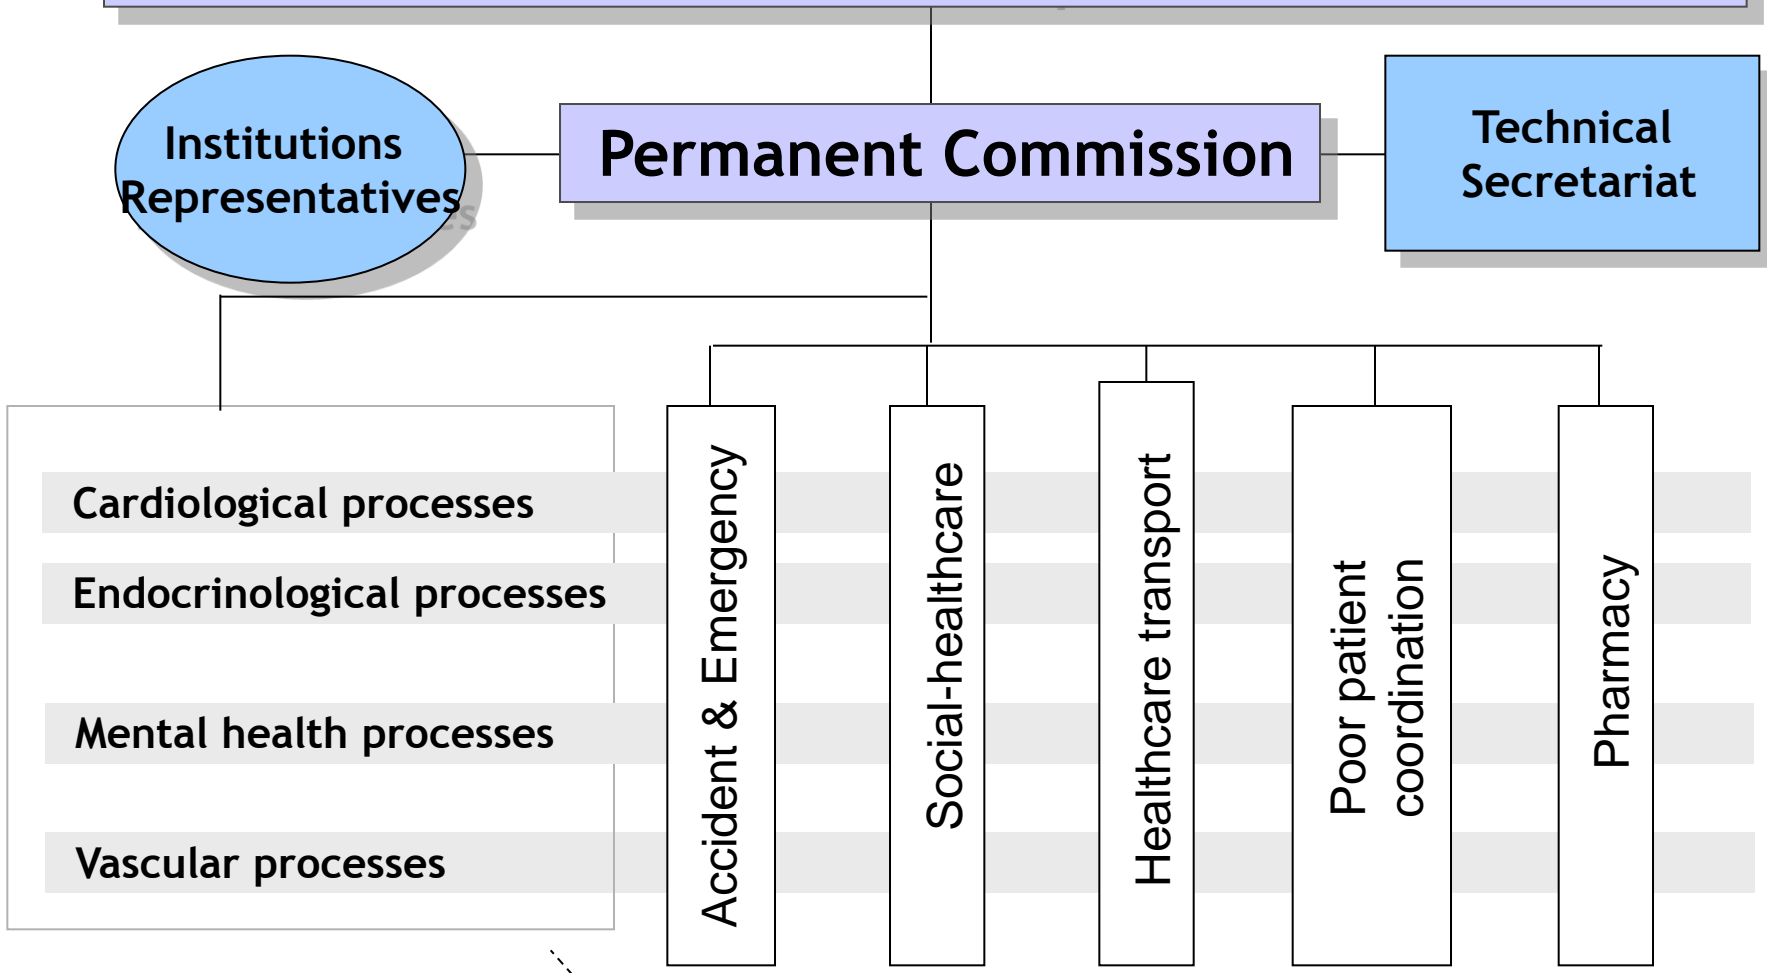 Institutions
Representatives
Permanent Commission
Technical
Secretariat
Cardiological processes
Endocrinological processes
Mental health processes
Vascular processes
Accident & Emergency
Social-healthcare
Healthcare transport
Poor patient
coordination
Pharmacy